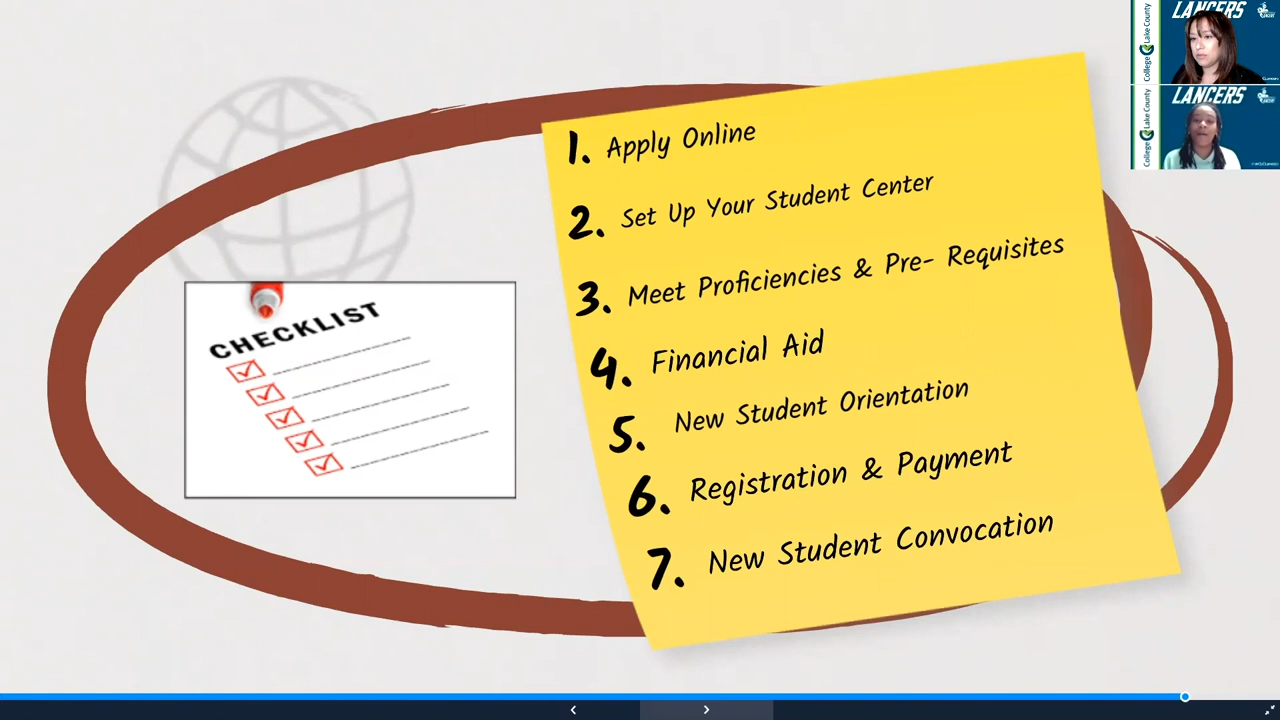 LANCERS
College of Lake County
LANCERS
College of Lake County
1. Apply Online
2. Set Up Your Student Center
3. Meet Proficiencies & Pre- Requisites
4. Financial Aid
5. New Student Orientation
6. Registration & Payment
7. New Student Convocation
CHECKLIST